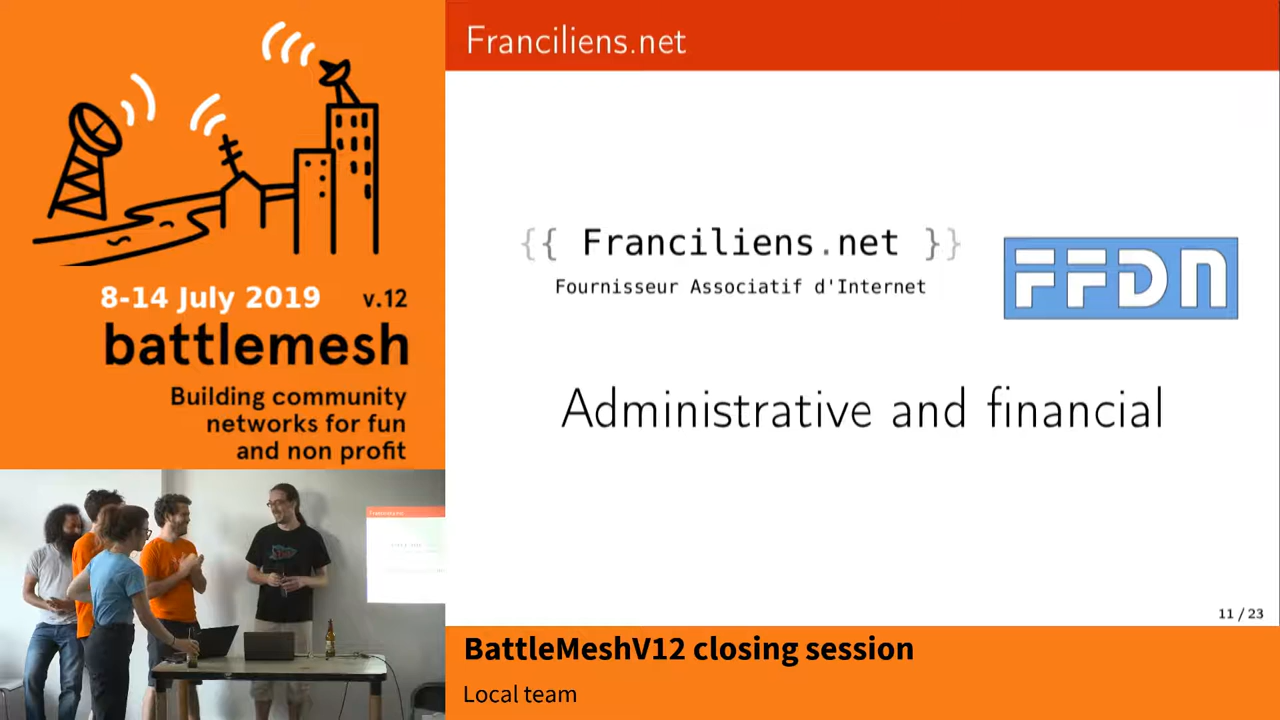 8-14 July 2019 v.12
battlemesh
Building community
networks for fun
and non profit
Franciliens.net
{{ Franciliens.net }}
Fournisseur Associatif d'Internet
FFDN
Administrative and financial
11 / 23
BattleMeshV12 closing session
Local team